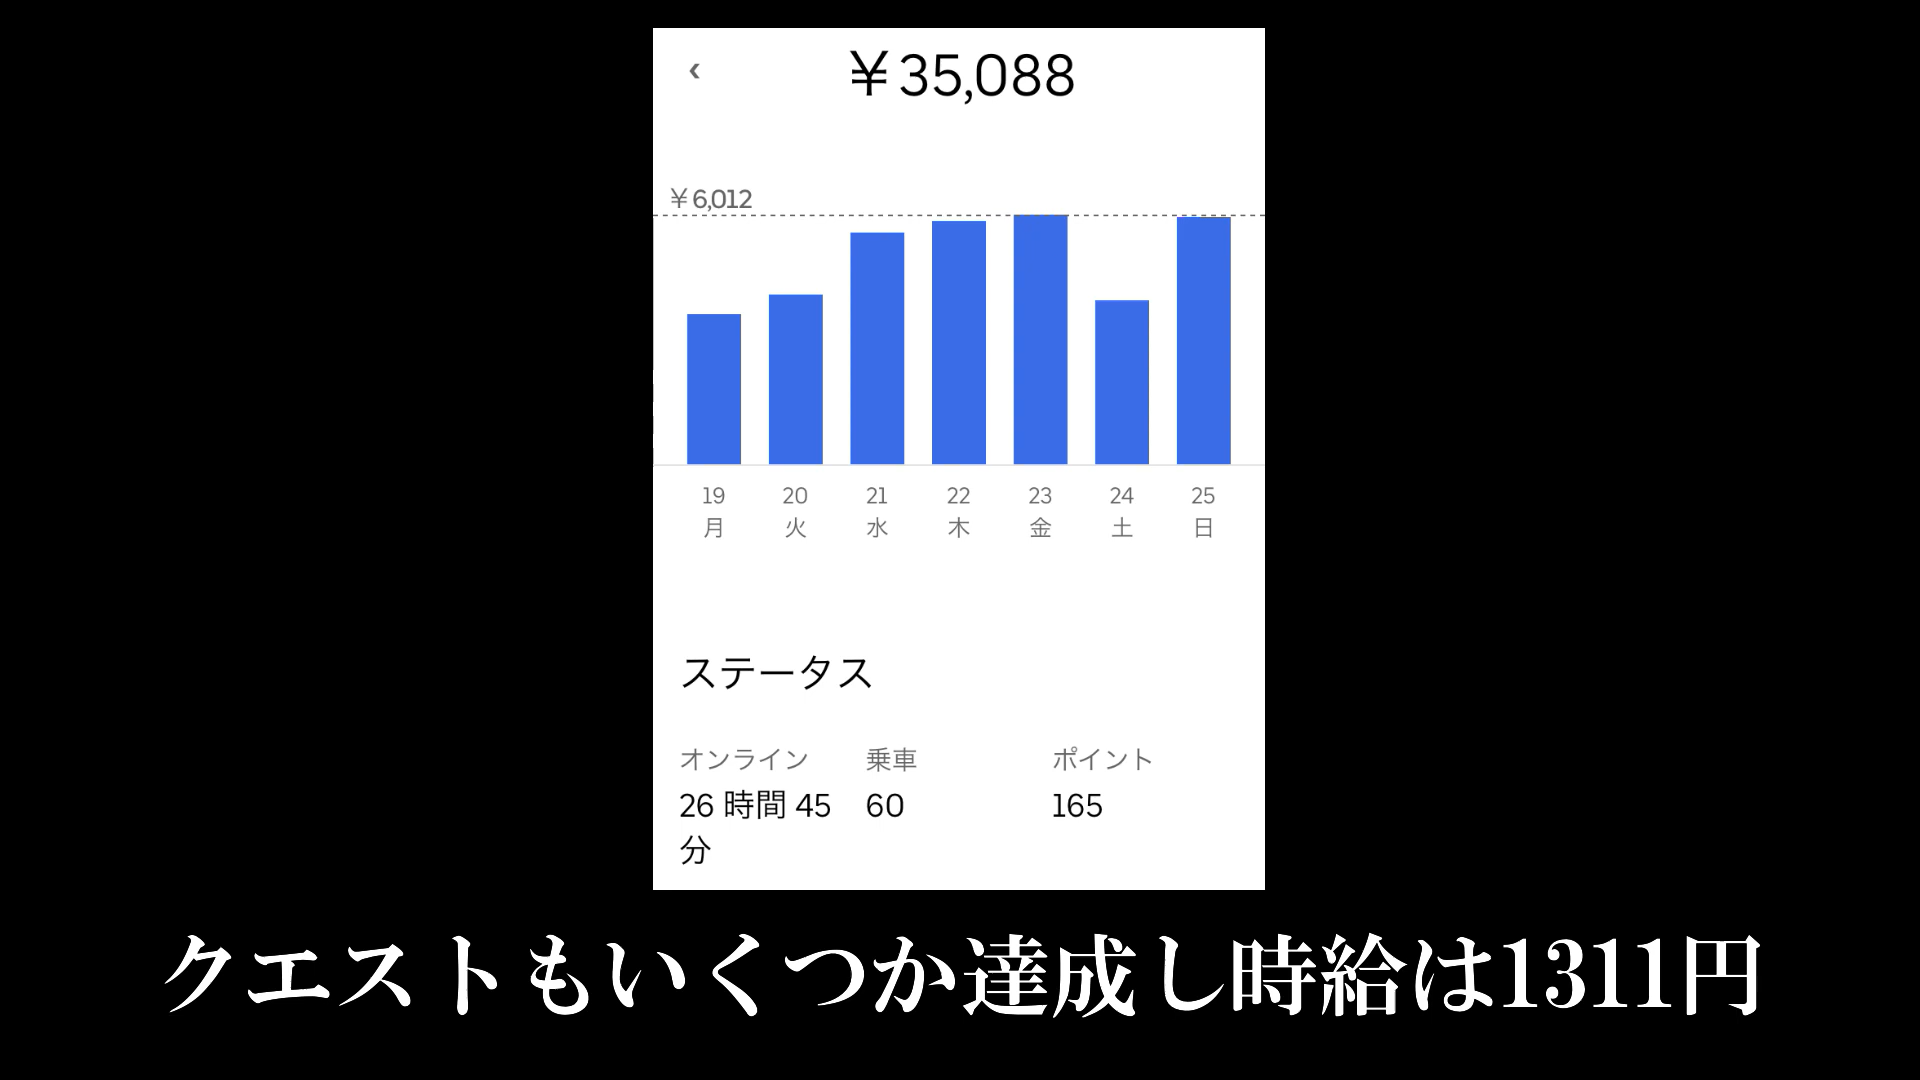 ‹
¥35,088
¥6,012
19 20 21 22 23 24 25
月 火 水 木 金 土 日
ステータス
オンライン 乗車 ポイント
26 時間 45 60 165
分
クエストもいくつか達成し時給は1311円